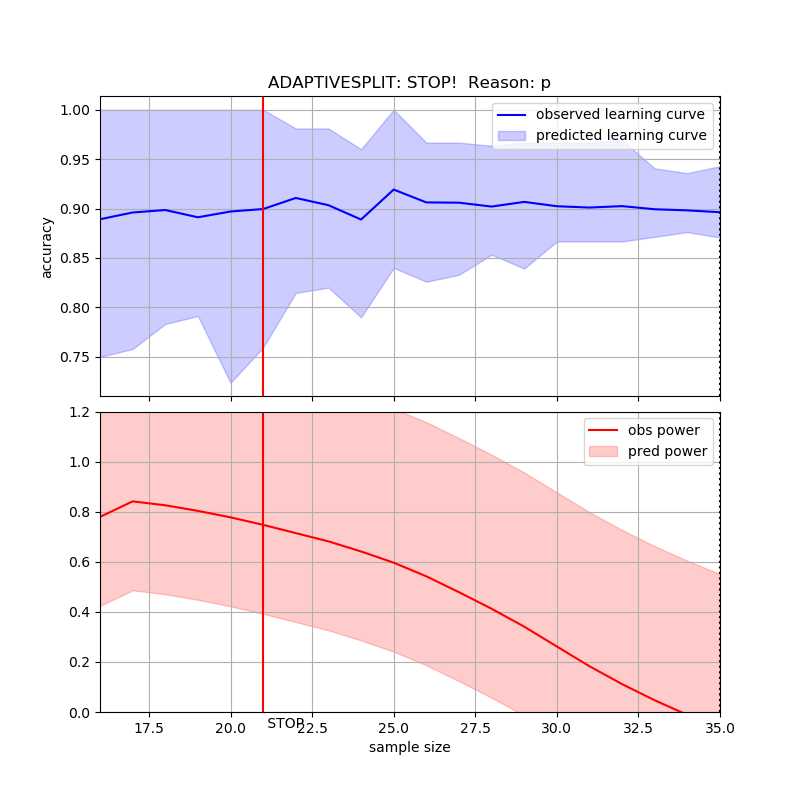 ADAPTIVESPLIT: STOP!  Reason: p
observed learning curve
predicted learning curve
1.00
0.95
0.90
0.85
0.80
0.75
accuracy
obs power
pred power
1.2
1.0
0.8
0.6
0.4
0.2
0.0
STOP
17.5 20.0 22.5 25.0 27.5 30.0 32.5 35.0
sample size